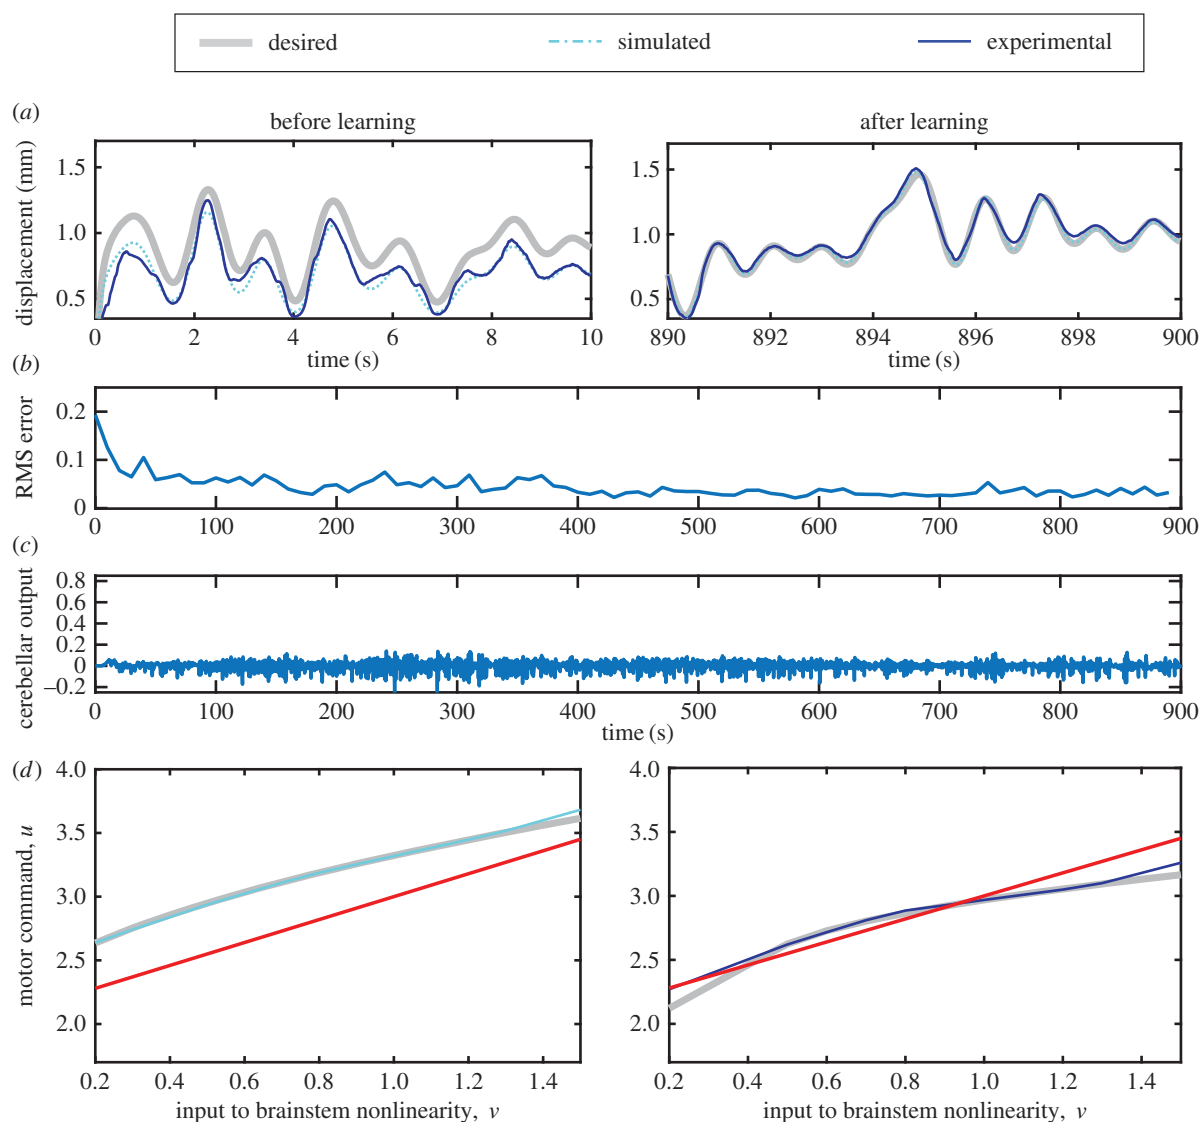 desired simulated experimental
(a)
before learning after learning
displacement (mm)
1.5
1.0
0.5
0 2 4 6 8 10
time (s)
1.5
1.0
0.5
890 892 894 896 898 900
time (s)
(b)
RMS error
0.2
0.1
0
0 100 200 300 400 500 600 700 800 900
(c)
cerebellar output
0.8
0.6
0.4
0.2
0
–0.2
0 100 200 300 400 500 600 700 800 900
time (s)
(d)
motor command, u
4.0
3.5
3.0
2.5
2.0
0.2 0.4 0.6 0.8 1.0 1.2 1.4
input to brainstem nonlinearity, v
4.0
3.5
3.0
2.5
2.0
0.2 0.4 0.6 0.8 1.0 1.2 1.4
input to brainstem nonlinearity, v